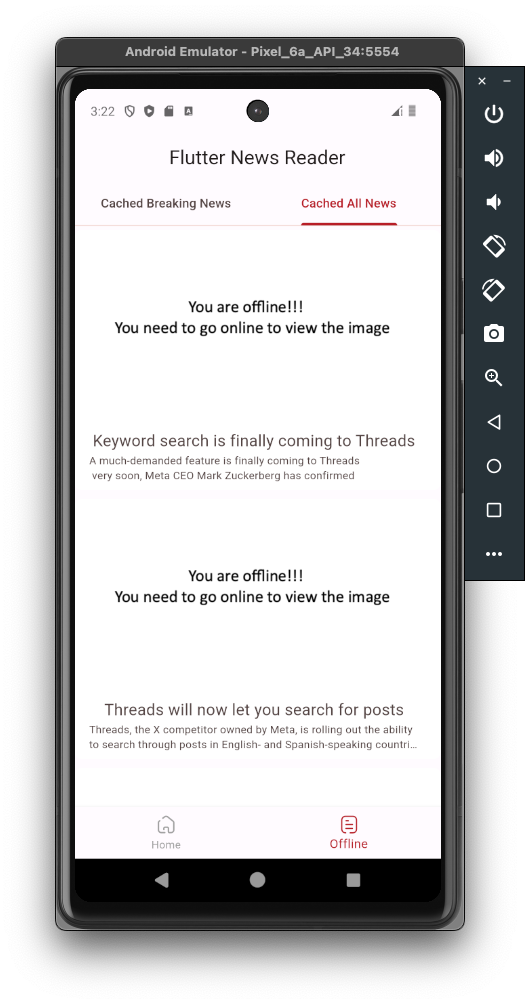 Android Emulator - Pixel_6a_API_34:5554
3:22
Flutter News Reader
Cached Breaking News
Cached All News
You are offline!!!
You need to go online to view the image
Keyword search is finally coming to Threads
A much-demanded feature is finally coming to Threads
very soon, Meta CEO Mark Zuckerberg has confirmed
You are offline!!!
You need to go online to view the image
Threads will now let you search for posts
Threads, the X competitor owned by Meta, is rolling out the ability
to search through posts in English- and Spanish-speaking countri...
Home
Offline